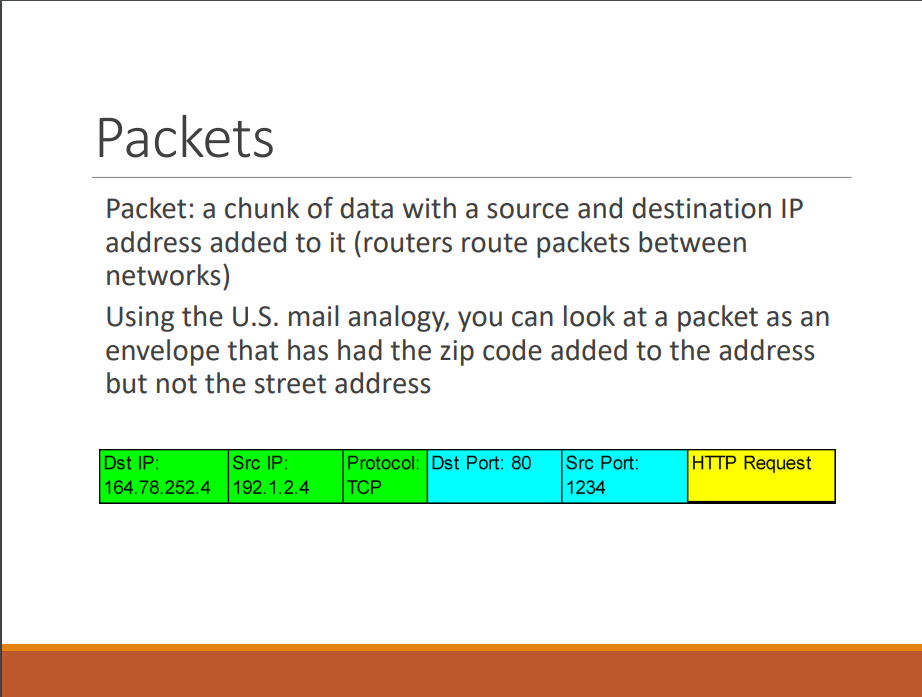 Packets
Packet: a chunk of data with a source and destination IP
address added to it (routers route packets between
networks)
Using the U.S. mail analogy, you can look at a packet as an
envelope that has had the zip code added to the address
but not the street address
Dst IP:
164.78.252.4
Src IP:
192.1.2.4
Protocol:
TCP
Dst Port: 80
Src Port:
1234
HTTP Request